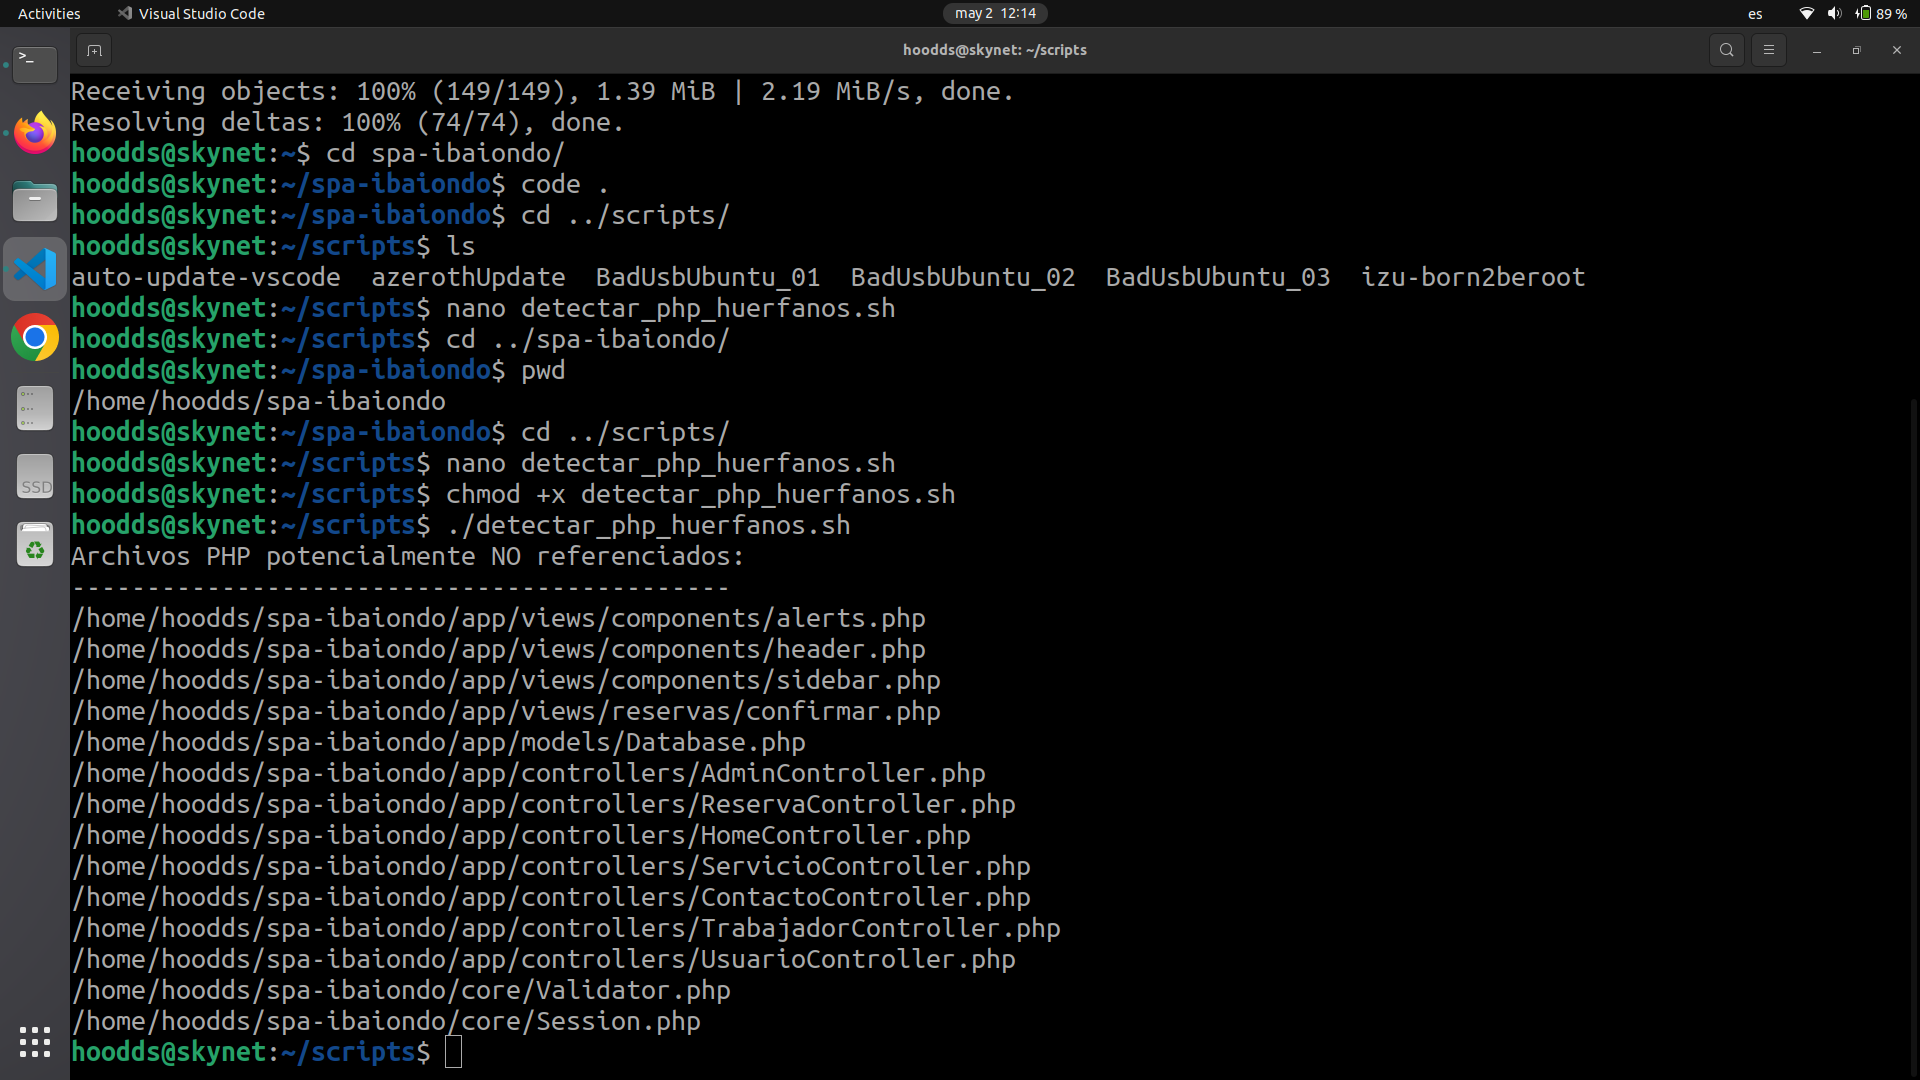 Activities
Visual Studio Code
may 2 12:14
es
89 %
hoodds@skynet: ~/scripts
Receiving objects: 100% (149/149), 1.39 MiB | 2.19 MiB/s, done.
Resolving deltas: 100% (74/74), done.
hoodds@skynet:~$ cd spa-ibaiondo/
hoodds@skynet:~/spa-ibaiondo$ code .
hoodds@skynet:~/spa-ibaiondo$ cd ../scripts/
hoodds@skynet:~/scripts$ ls
auto-update-vscode  azerothUpdate  BadUsbUbuntu_01  BadUsbUbuntu_02  BadUsbUbuntu_03  izu-born2beroot
hoodds@skynet:~/scripts$ nano detectar_php_huerfanos.sh
hoodds@skynet:~/scripts$ cd ../spa-ibaiondo/
hoodds@skynet:~/spa-ibaiondo$ pwd
/home/hoodds/spa-ibaiondo
hoodds@skynet:~/spa-ibaiondo$ cd ../scripts/
hoodds@skynet:~/scripts$ nano detectar_php_huerfanos.sh
hoodds@skynet:~/scripts$ chmod +x detectar_php_huerfanos.sh
hoodds@skynet:~/scripts$ ./detectar_php_huerfanos.sh
Archivos PHP potencialmente NO referenciados:
--------------------------------------------
/home/hoodds/spa-ibaiondo/app/views/components/alerts.php
/home/hoodds/spa-ibaiondo/app/views/components/header.php
/home/hoodds/spa-ibaiondo/app/views/components/sidebar.php
/home/hoodds/spa-ibaiondo/app/views/reservas/confirmar.php
/home/hoodds/spa-ibaiondo/app/models/Database.php
/home/hoodds/spa-ibaiondo/app/controllers/AdminController.php
/home/hoodds/spa-ibaiondo/app/controllers/ReservaController.php
/home/hoodds/spa-ibaiondo/app/controllers/HomeController.php
/home/hoodds/spa-ibaiondo/app/controllers/ServicioController.php
/home/hoodds/spa-ibaiondo/app/controllers/ContactoController.php
/home/hoodds/spa-ibaiondo/app/controllers/TrabajadorController.php
/home/hoodds/spa-ibaiondo/app/controllers/UsuarioController.php
/home/hoodds/spa-ibaiondo/core/Validator.php
/home/hoodds/spa-ibaiondo/core/Session.php
hoodds@skynet:~/scripts$
SSD